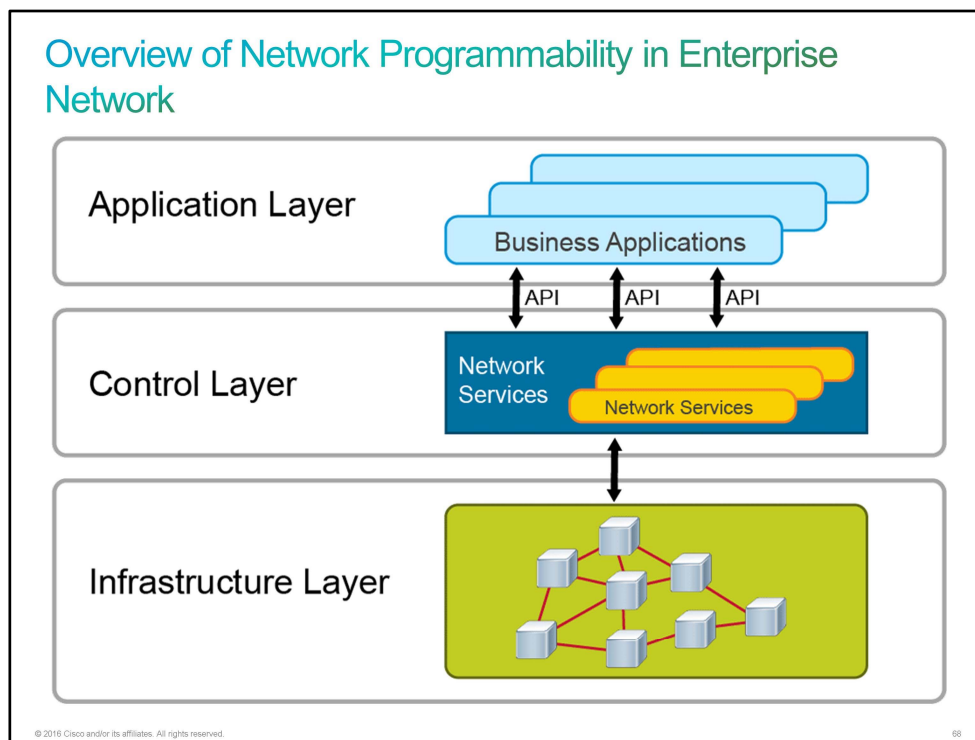 Overview of Network Programmability in Enterprise
Network
Application Layer
Business Applications
API
API
API
Control Layer
Network
Services
Network Services
Infrastructure Layer
© 2016 Cisco and/or its affiliates. All rights reserved.
68